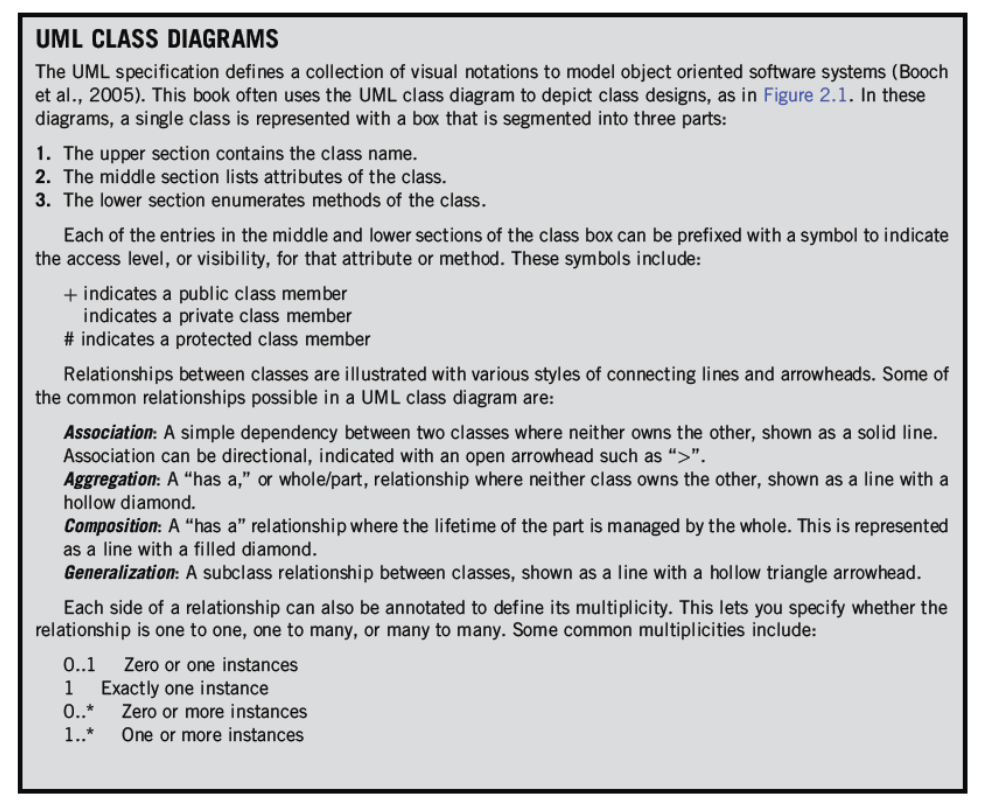 UML CLASS DIAGRAMS
The UML specification defines a collection of visual notations to model object oriented software systems (Booch
et al., 2005). This book often uses the UML class diagram to depict class designs, as in Figure 2.1. In these
diagrams, a single class is represented with a box that is segmented into three parts:
1. The upper section contains the class name.
2. The middle section lists attributes of the class.
3. The lower section enumerates methods of the class.
Each of the entries in the middle and lower sections of the class box can be prefixed with a symbol to indicate
the access level, or visibility, for that attribute or method. These symbols include:
+ indicates a public class member
indicates a private class member
# indicates a protected class member
Relationships between classes are illustrated with various styles of connecting lines and arrowheads. Some of
the common relationships possible in a UML class diagram are:
Association: A simple dependency between two classes where neither owns the other, shown as a solid line.
Association can be directional, indicated with an open arrowhead such as “>”.
Aggregation: A “has a,” or whole/part, relationship where neither class owns the other, shown as a line with a
hollow diamond.
Composition: A “has a” relationship where the lifetime of the part is managed by the whole. This is represented
as a line with a filled diamond.
Generalization: A subclass relationship between classes, shown as a line with a hollow triangle arrowhead.
Each side of a relationship can also be annotated to define its multiplicity. This lets you specify whether the
relationship is one to one, one to many, or many to many. Some common multiplicities include:
0..1 Zero or one instances
1 Exactly one instance
0..* Zero or more instances
1..* One or more instances